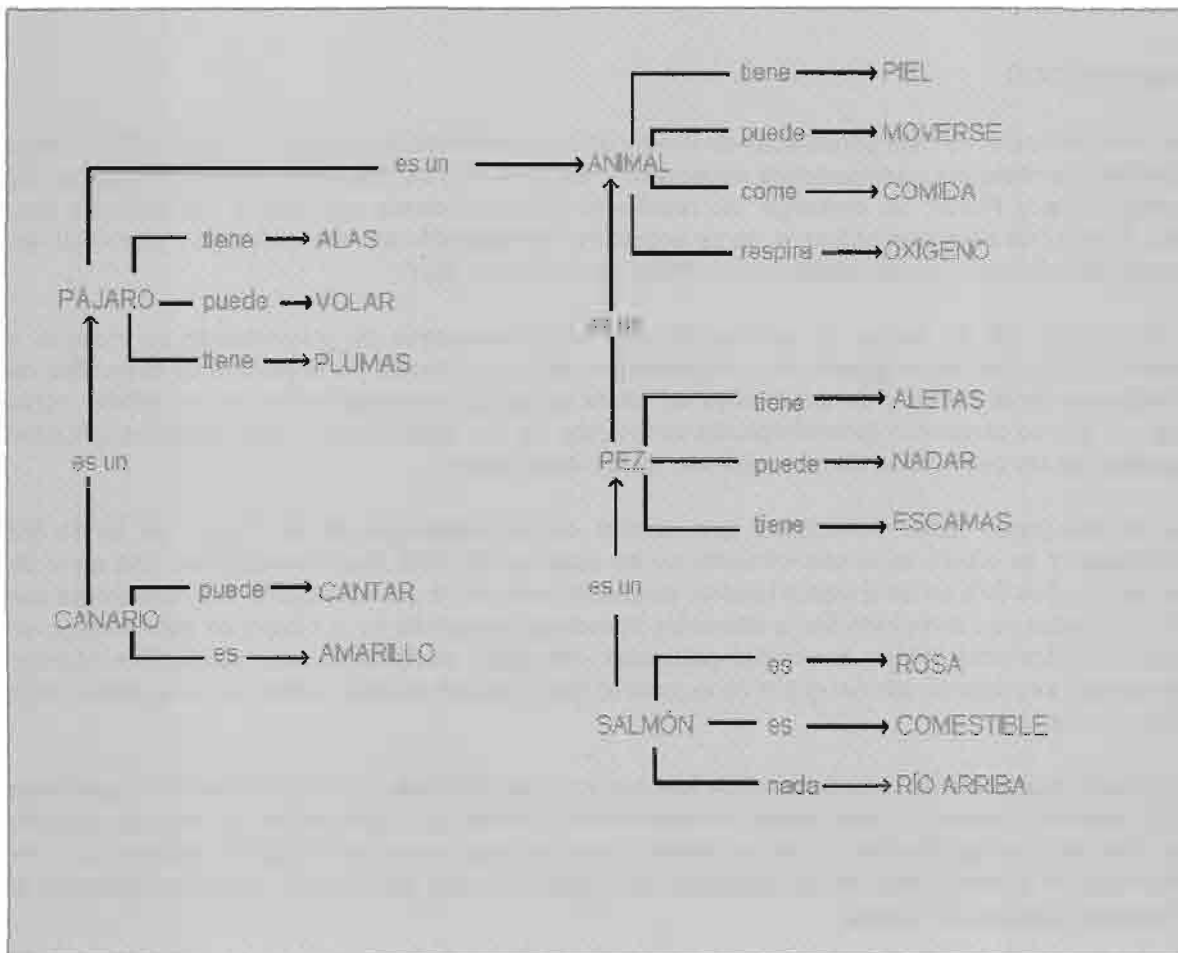 tiene PIEL
puede MOVERSE
es un ANIMAL
come COMIDA
tiene ALAS
respira OXÍGENO
PÁJARO puede VOLAR
es un
tiene PLUMAS
tiene ALETAS
es un PEZ puede NADAR
tiene ESCAMAS
puede CANTAR es un
CANARIO
es AMARILLO
es ROSA
SALMÓN es COMESTIBLE
nada RÍO ARRIBA